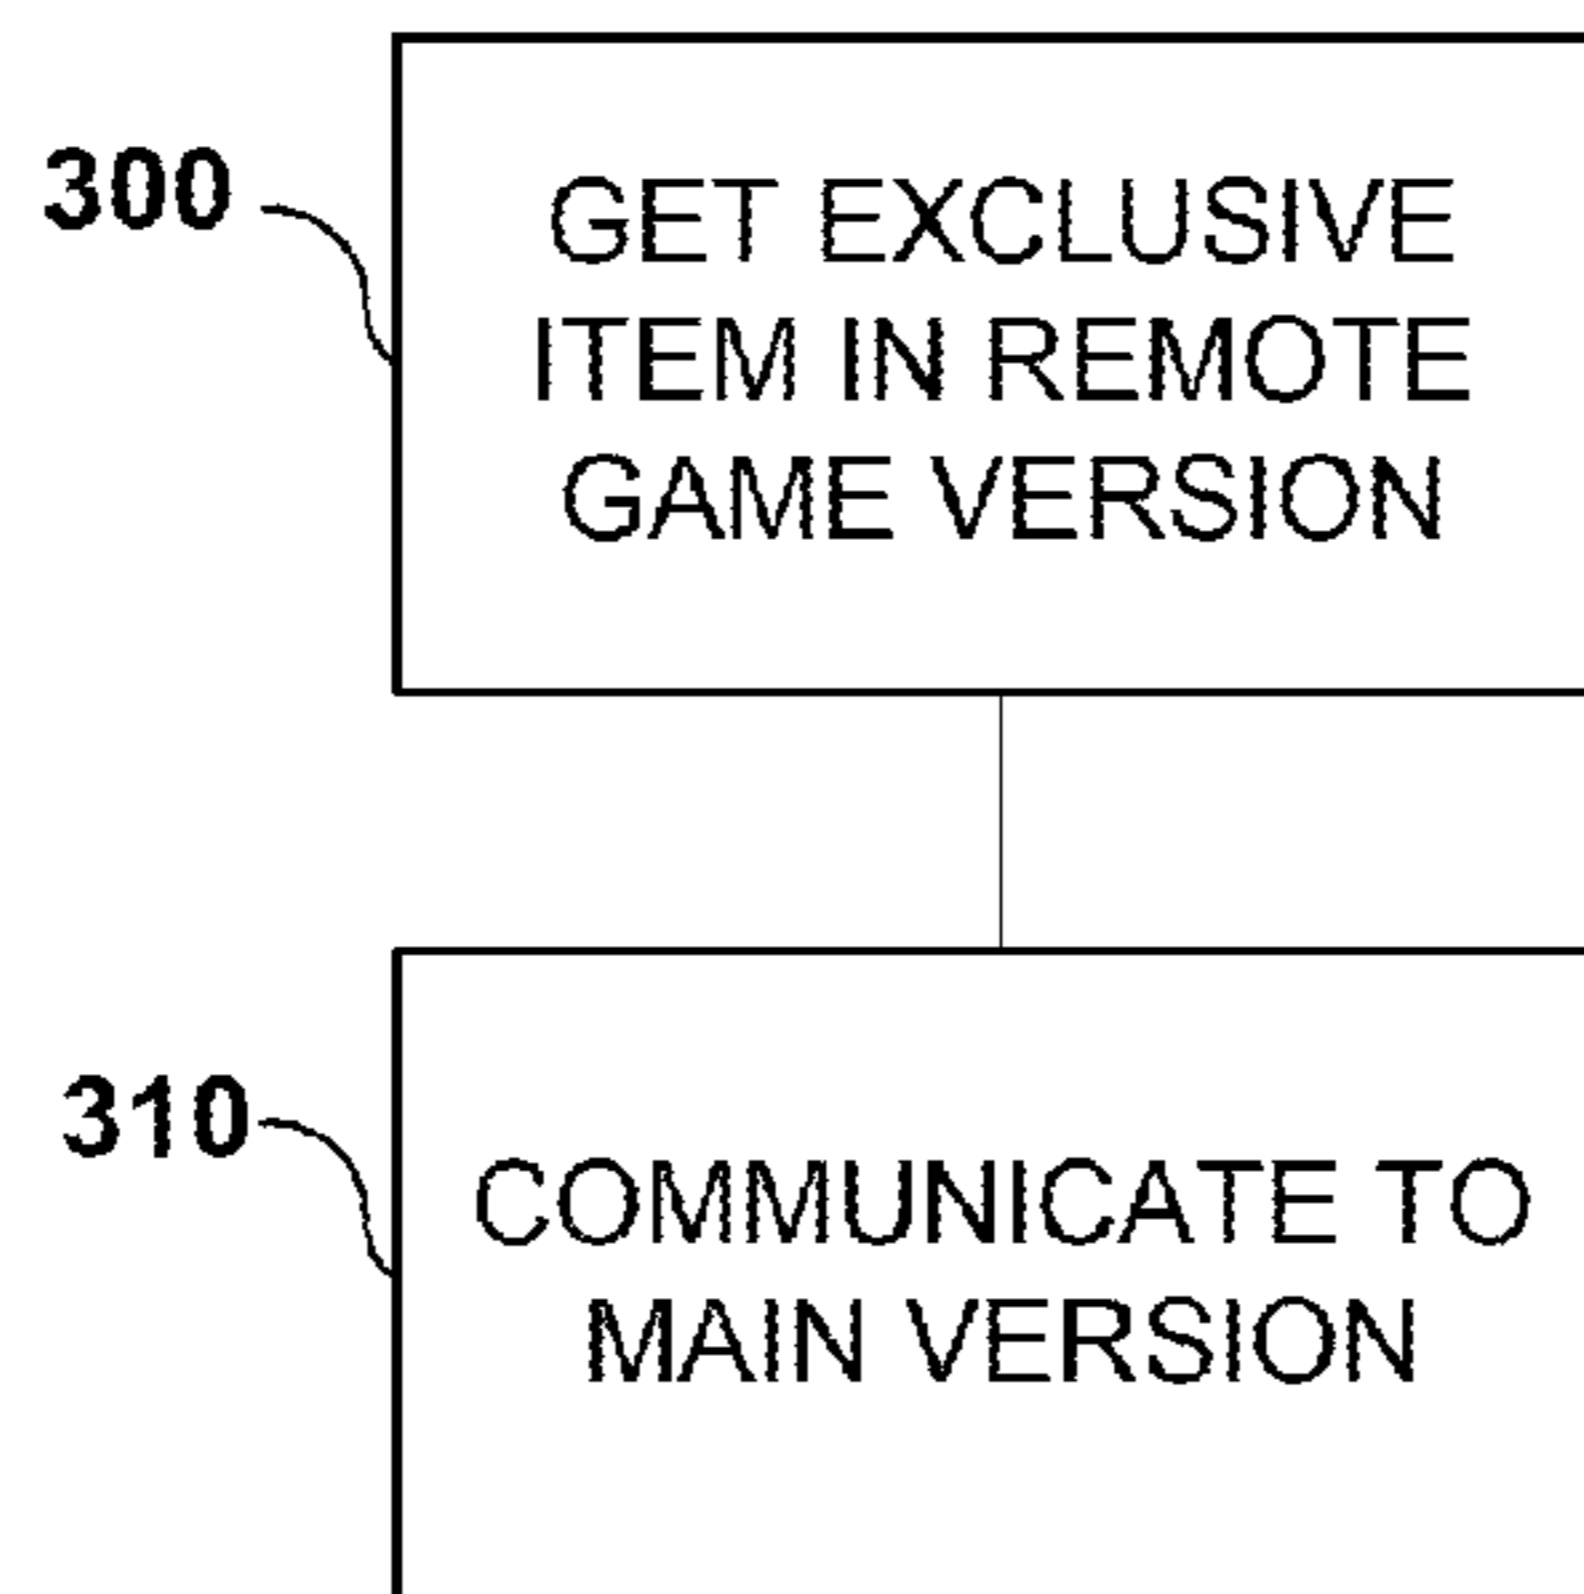 300
GET EXCLUSIVE
ITEM IN REMOTE
GAME VERSION
310
COMMUNICATE TO
MAIN VERSION